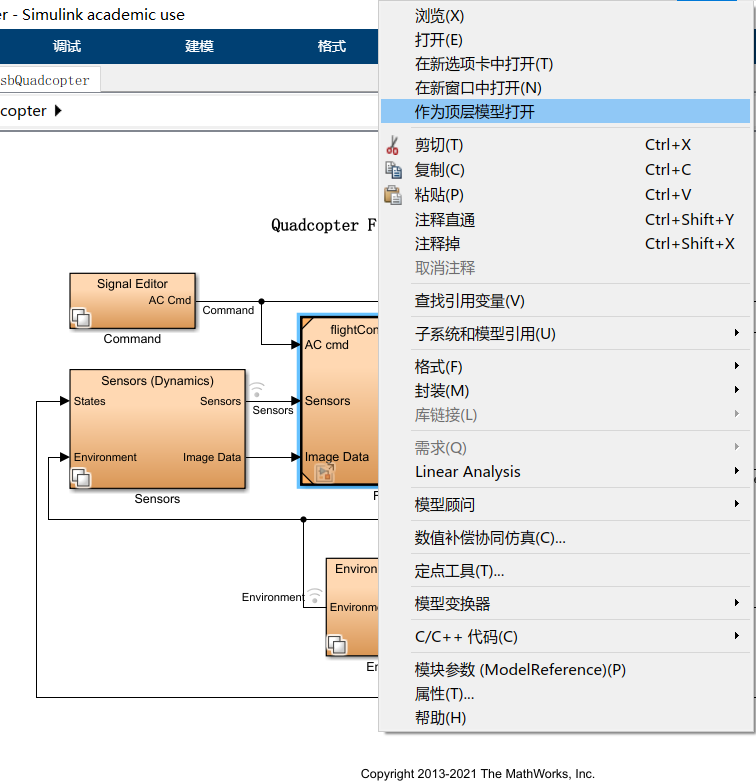 er - Simulink academic use
调试 建模 格式
sbQuadcopter
copter
Quadcopter F
Signal Editor
AC Cmd
Command
Command
flightCon
AC cmd
Sensors (Dynamics)
States
Sensors
Sensors
Sensors
Environment
Image Data
Image Data
Sensors
F
Environ
Environment
Environme
En
Copyright 2013-2021 The MathWorks, Inc.
浏览(X)
打开(E)
在新选项卡中打开(T)
在新窗口中打开(N)
作为顶层模型打开
剪切(T) Ctrl+X
复制(C) Ctrl+C
粘贴(P) Ctrl+V
注释直通 Ctrl+Shift+Y
注释掉 Ctrl+Shift+X
取消注释
查找引用变量(V)
子系统和模型引用(U)
格式(F)
封装(M)
库链接(L)
需求(Q)
Linear Analysis
模型顾问
数值补偿协同仿真(C)...
定点工具(T)...
模型变换器
C/C++ 代码(C)
模块参数 (ModelReference)(P)
属性(T)...
帮助(H)